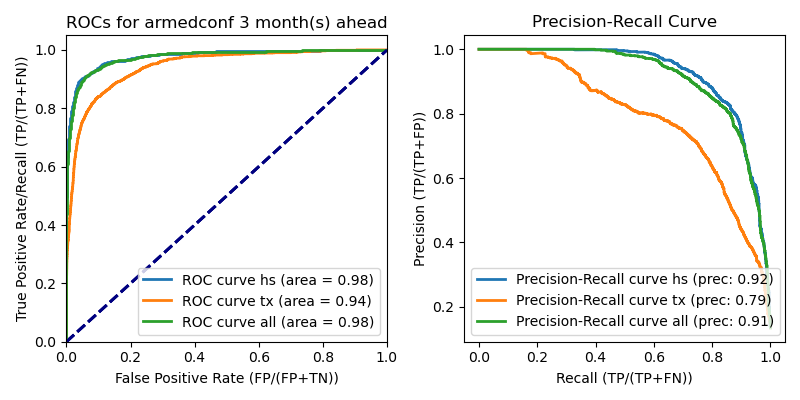 ROCs for armedconf 3 month(s) ahead
True Positive Rate/Recall (TP/(TP+FN))
1.0
0.8
0.6
0.4
0.2
0.0
ROC curve hs (area = 0.98)
ROC curve tx (area = 0.94)
ROC curve all (area = 0.98)
0.0 0.2 0.4 0.6 0.8 1.0
False Positive Rate (FP/(FP+TN))
Precision-Recall Curve
Precision (TP/(TP+FP))
1.0
0.8
0.6
0.4
0.2
Precision-Recall curve hs (prec: 0.92)
Precision-Recall curve tx (prec: 0.79)
Precision-Recall curve all (prec: 0.91)
0.0 0.2 0.4 0.6 0.8 1.0
Recall (TP/(TP+FN))